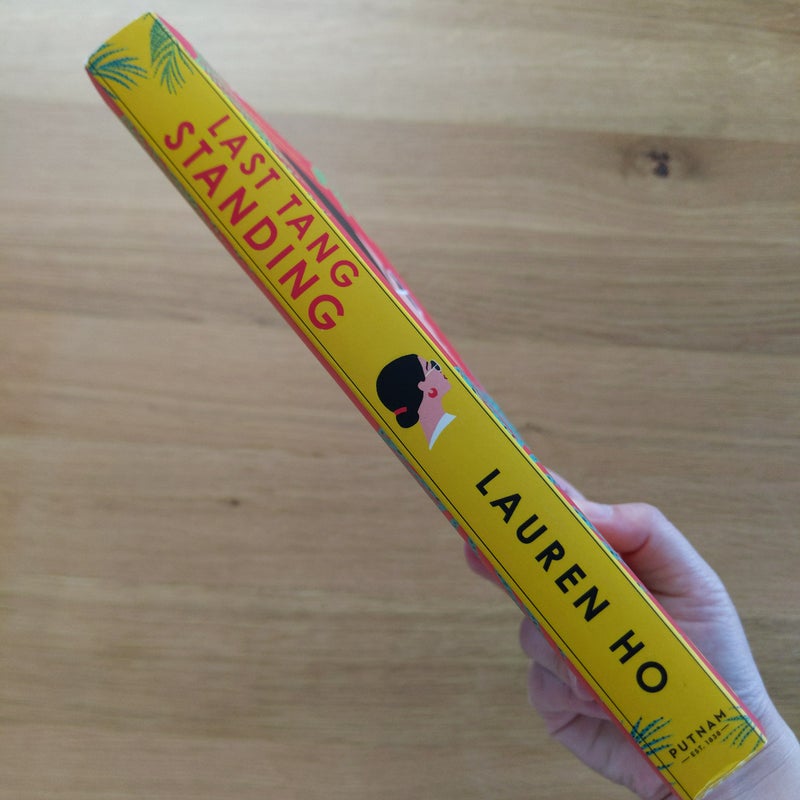 LAST TANG
STANDING
LAUREN HO
PUTNAM
—EST. 1838—